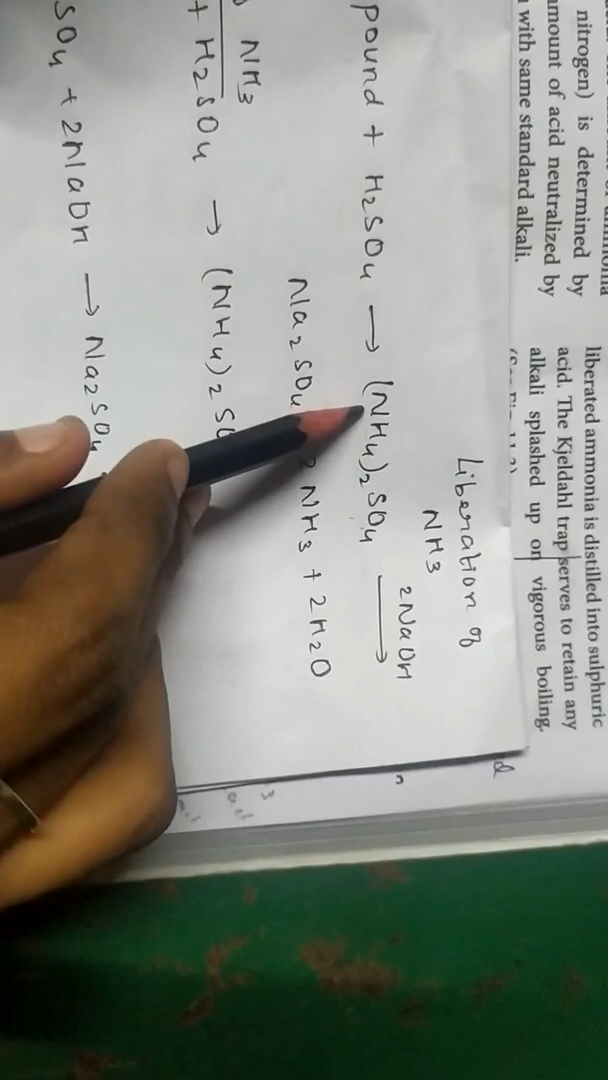 nitrogen) is determined by
amount of acid neutralized by
with same standard alkali.
liberated ammonia is distilled into sulphuric
acid. The Kjeldahl trap serves to retain any
alkali splashed up on vigorous boiling.
Liberation of
NH3
pound + H2SO4 → (NH4)2SO4 2NaOH →
Na2SO4 2NH3 + 2H2O
NH3
+ H2SO4 → (NH4)2SO
SO4 + 2NaOH → Na2SO4